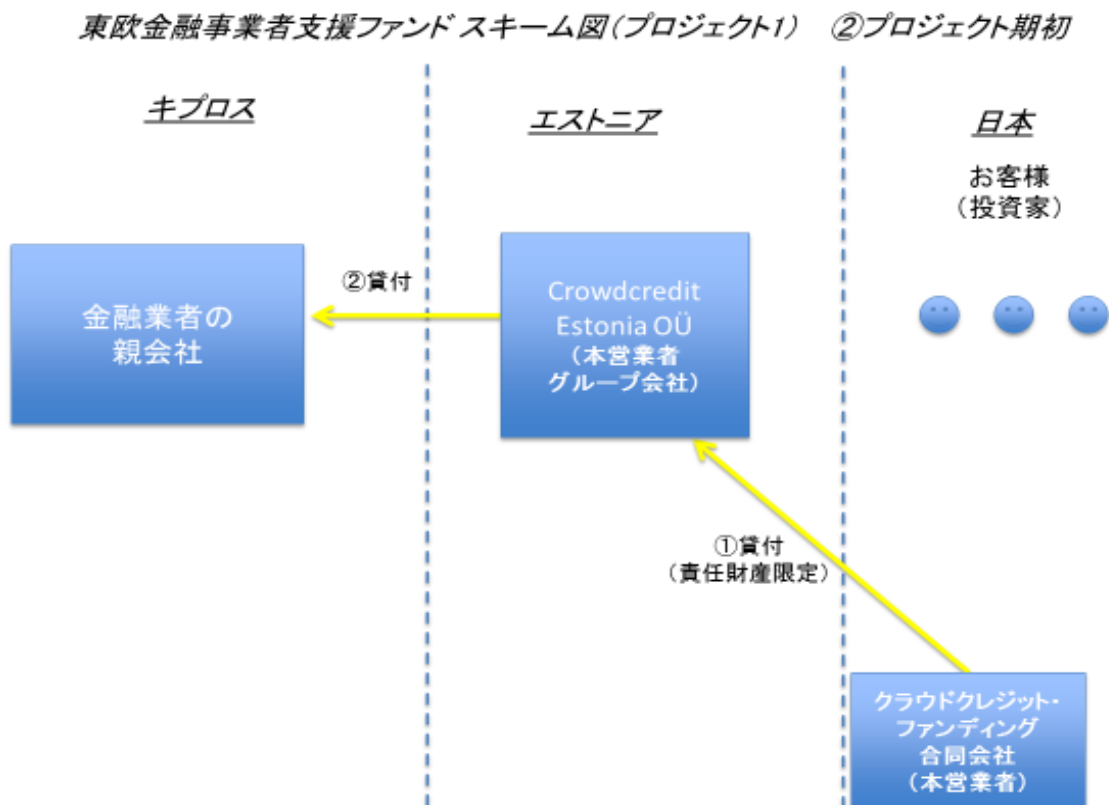 東欧金融事業者支援ファンド スキーム図(プロジェクト1) ②プロジェクト期初
キプロス
エストニア
日本
お客様
(投資家)
金融業者の
親会社
②貸付
Crowdcredit
Estonia OÜ
(本営業者
グループ会社)
①貸付
(責任財産限定)
クラウドクレジット・
ファンディング
合同会社
(本営業者)